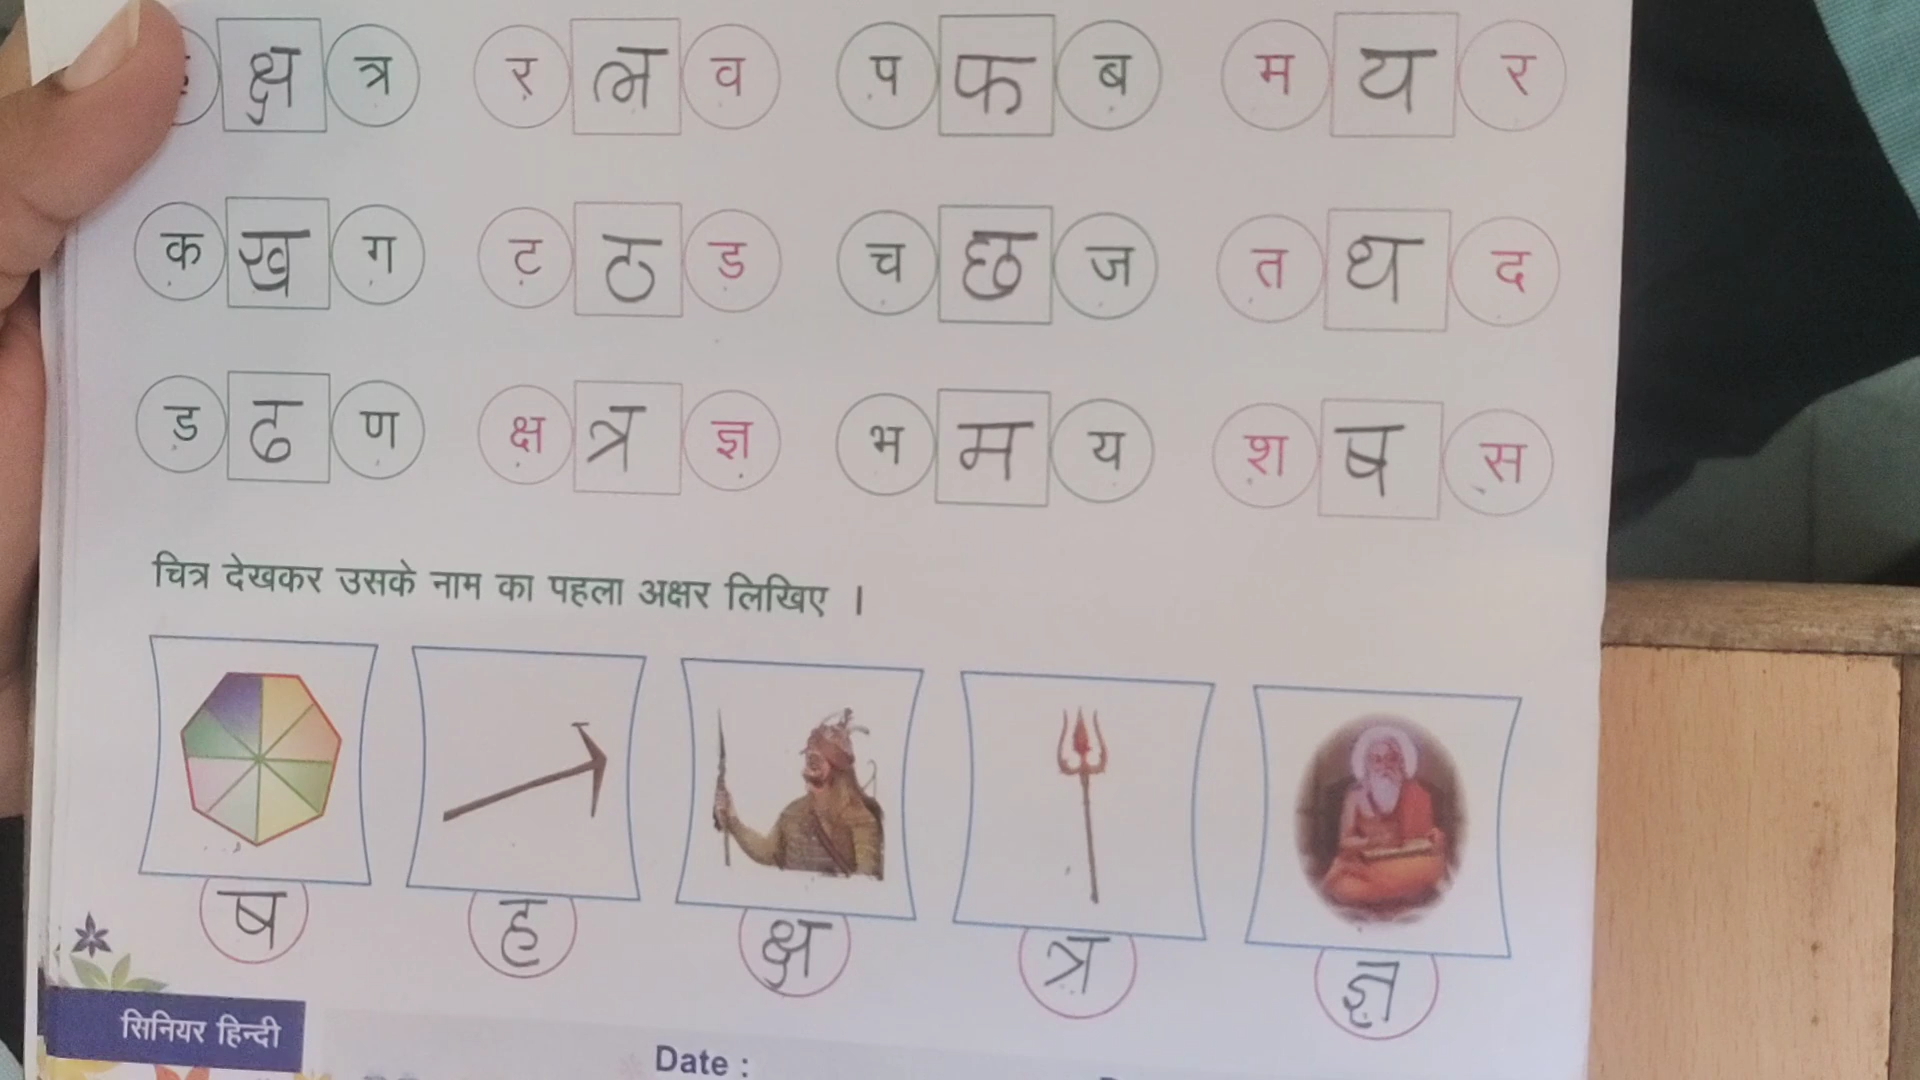 क्ष त्र र ल व प फ ब म य र
क ख ग ट ठ ड च छ ज त थ द
ड ढ ण क्ष त्र ज्ञ भ म य श ष स
चित्र देखकर उसके नाम का पहला अक्षर लिखिए ।
ष ह क्ष त्र ज्ञ
सिनियर हिन्दी
Date :